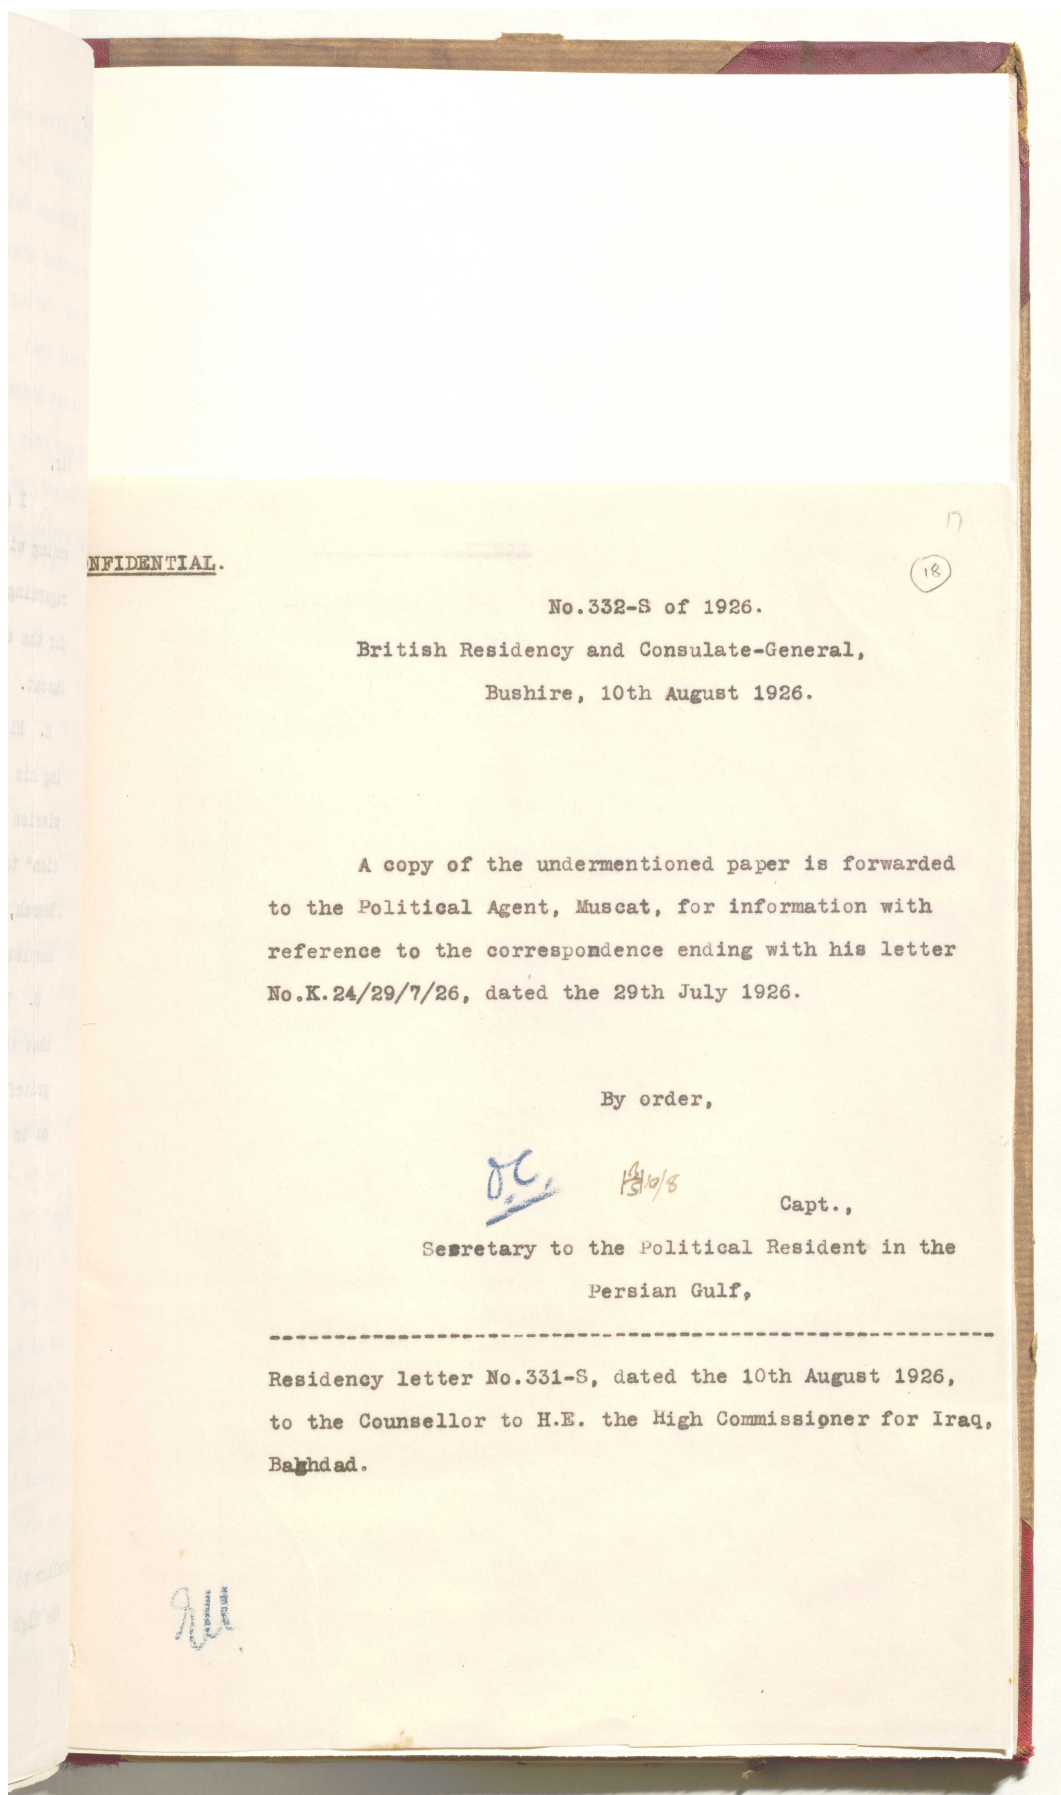 17
NFIDENTIAL.
18
No.332-S of 1926.
British Residency and Consulate-General,
Bushire, 10th August 1926.
A copy of the undermentioned paper is forwarded
to the Political Agent, Muscat, for information with
reference to the correspondence ending with his letter
No.K.24/29/7/26, dated the 29th July 1926.
By order,
10/8
Capt.,
Secretary to the Political Resident in the
Persian Gulf,
Residency letter No.331-S, dated the 10th August 1926,
to the Counsellor to H.E. the High Commissioner for Iraq,
Baghdad.